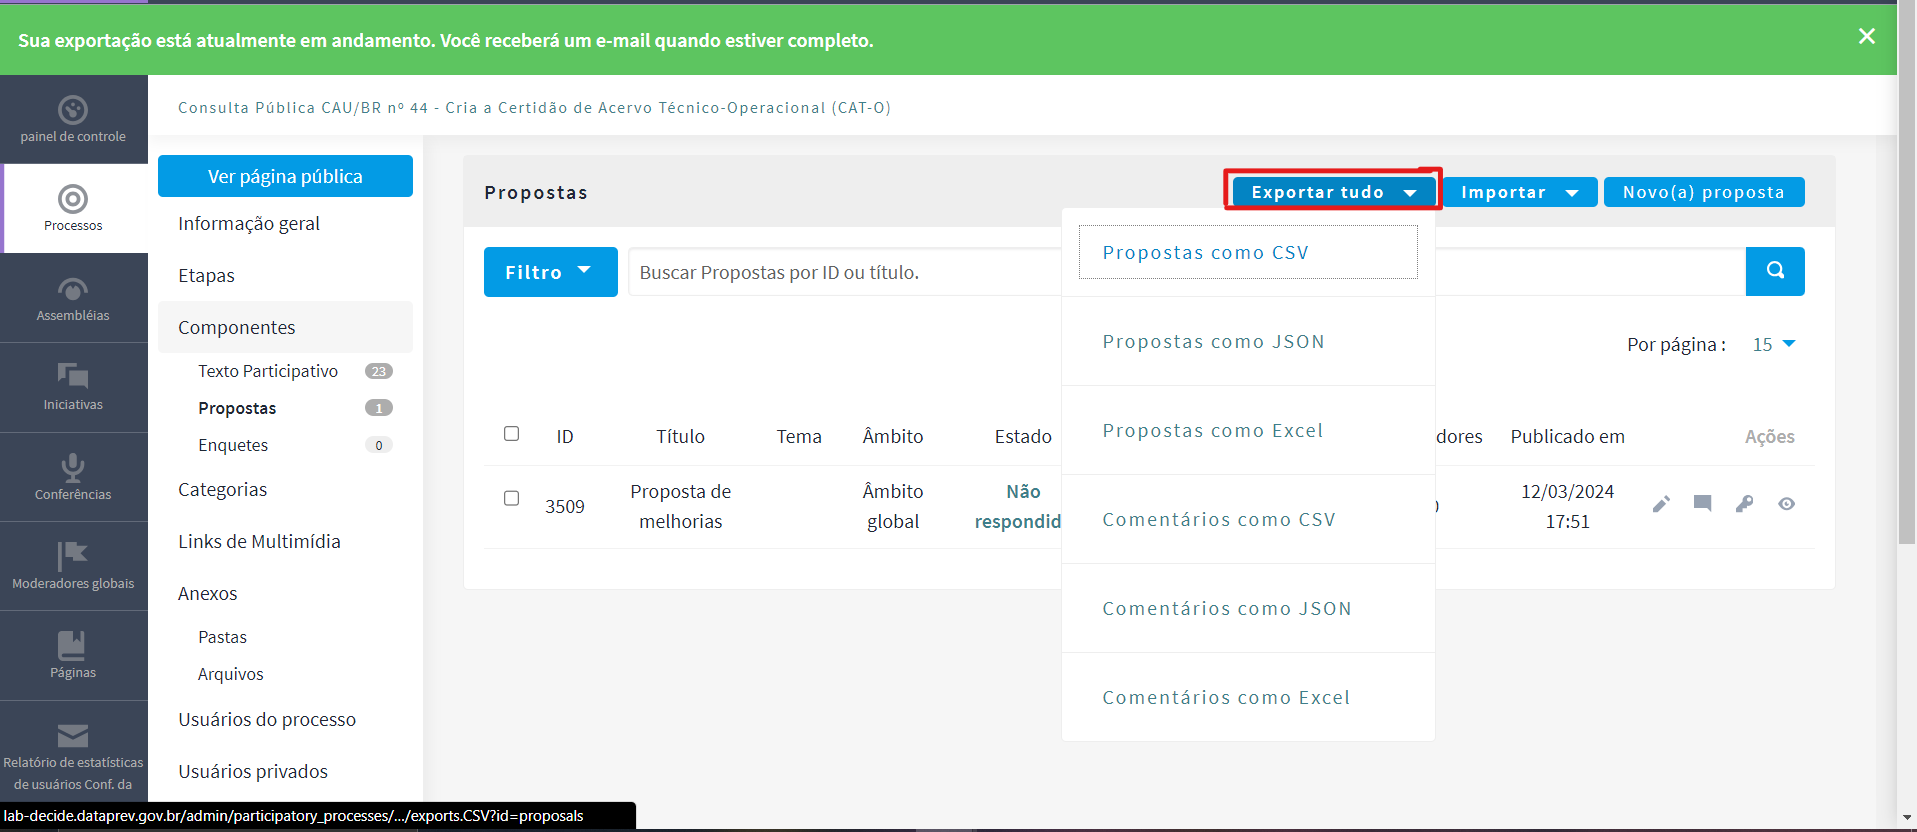 Sua exportação está atualmente em andamento. Você receberá um e-mail quando estiver completo.
painel de controle
Processos
Assembléias
Iniciativas
Conferências
Moderadores globais
Páginas
Relatório de estatísticas
de usuários Conf. da
Consulta Pública CAU/BR nº 44 - Cria a Certidão de Acervo Técnico-Operacional (CAT-O)
Ver página pública
Informação geral
Etapas
Componentes
Texto Participativo 23
Propostas 1
Enquetes 0
Categorias
Links de Multimídia
Anexos
Pastas
Arquivos
Usuários do processo
Usuários privados
Propostas
Exportar tudo
Importar
Novo(a) proposta
Propostas como CSV
Propostas como JSON
Propostas como Excel
Comentários como CSV
Comentários como JSON
Comentários como Excel
Filtro
Buscar Propostas por ID ou título.
Por página : 15
ID Título Tema Âmbito Estado dores Publicado em Ações
3509 Proposta de melhorias Âmbito global Não respondid 12/03/2024 17:51
lab-decide.dataprev.gov.br/admin/participatory_processes/.../exports.CSV?id=proposals